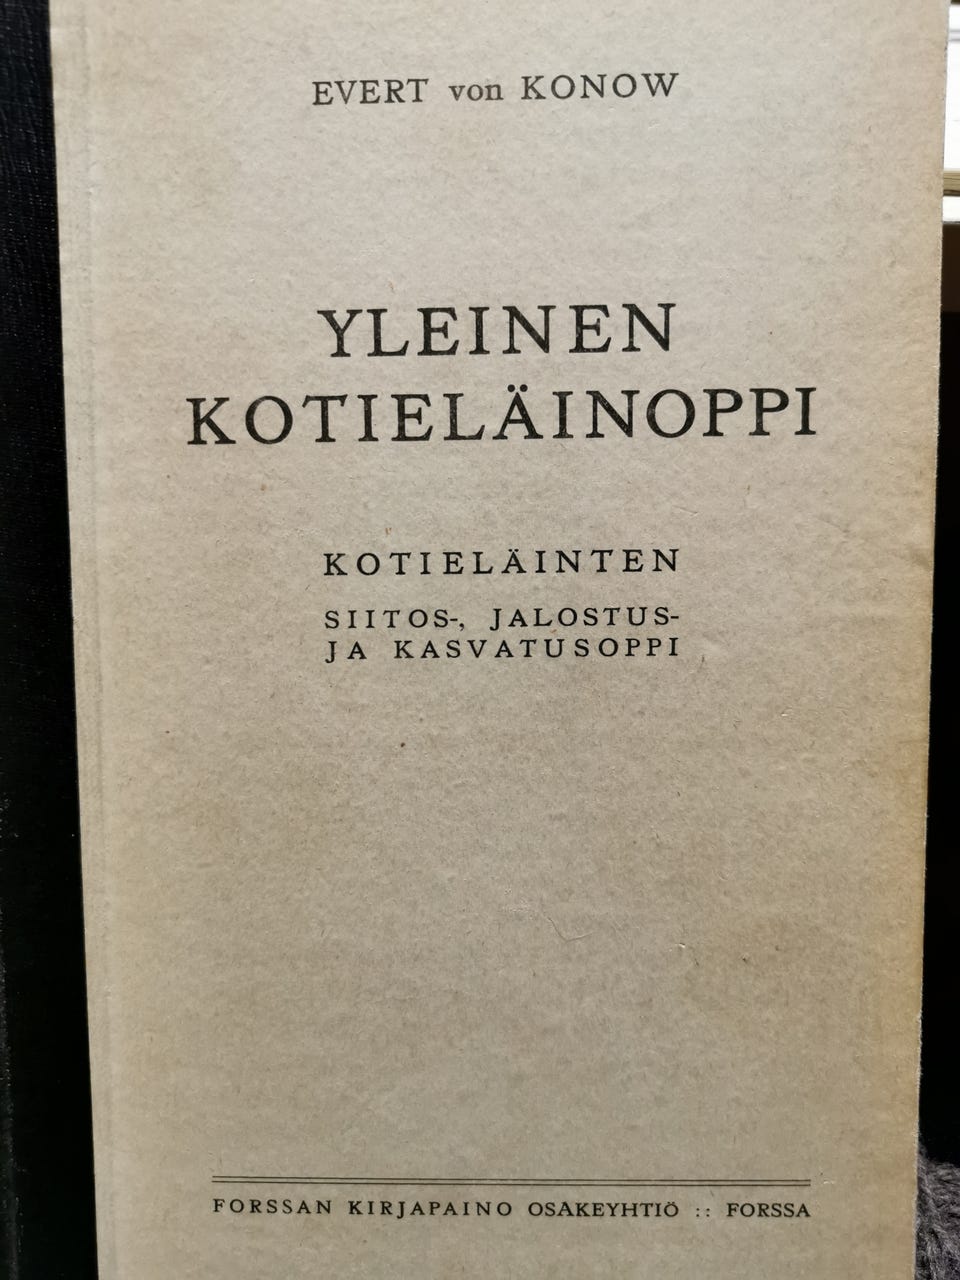 EVERT von KONOW
YLEINEN
KOTIELÄINOPPI
KOTIELÄINTEN
SIITOS-, JALOSTUS-
JA KASVATUSOPPI
FORSSAN KIRJAPAINO OSAKEYHTIÖ :: FORSSA